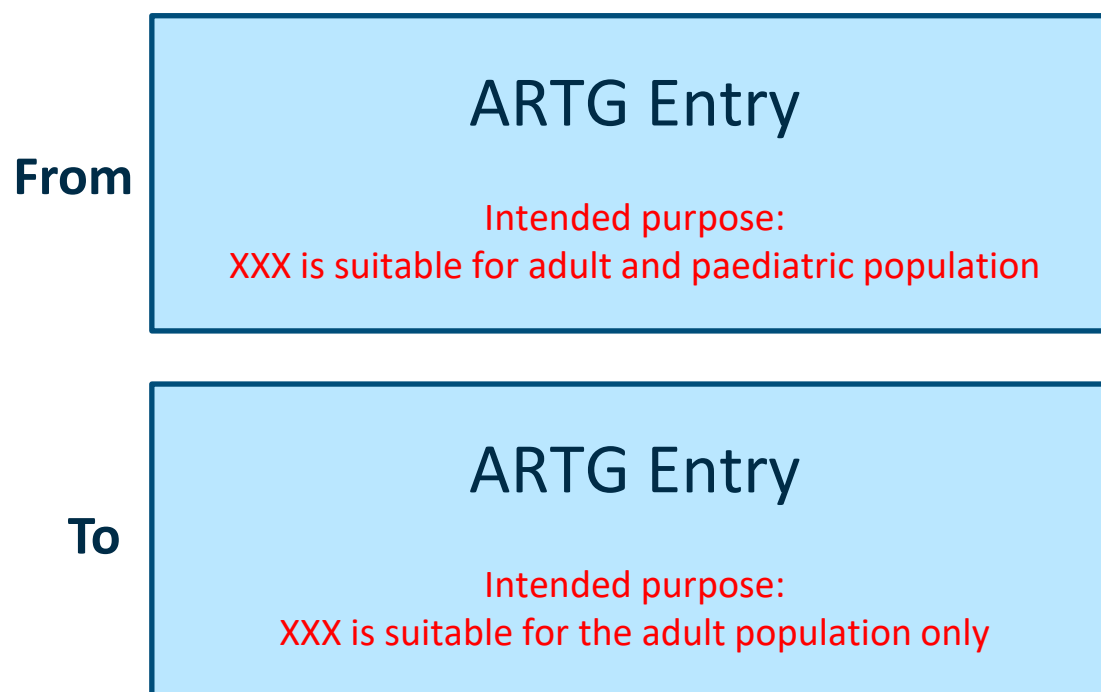 ARTG Entry
From
Intended purpose:
XXX is suitable for adult and paediatric population
ARTG Entry
To
Intended purpose:
XXX is suitable for the adult population only